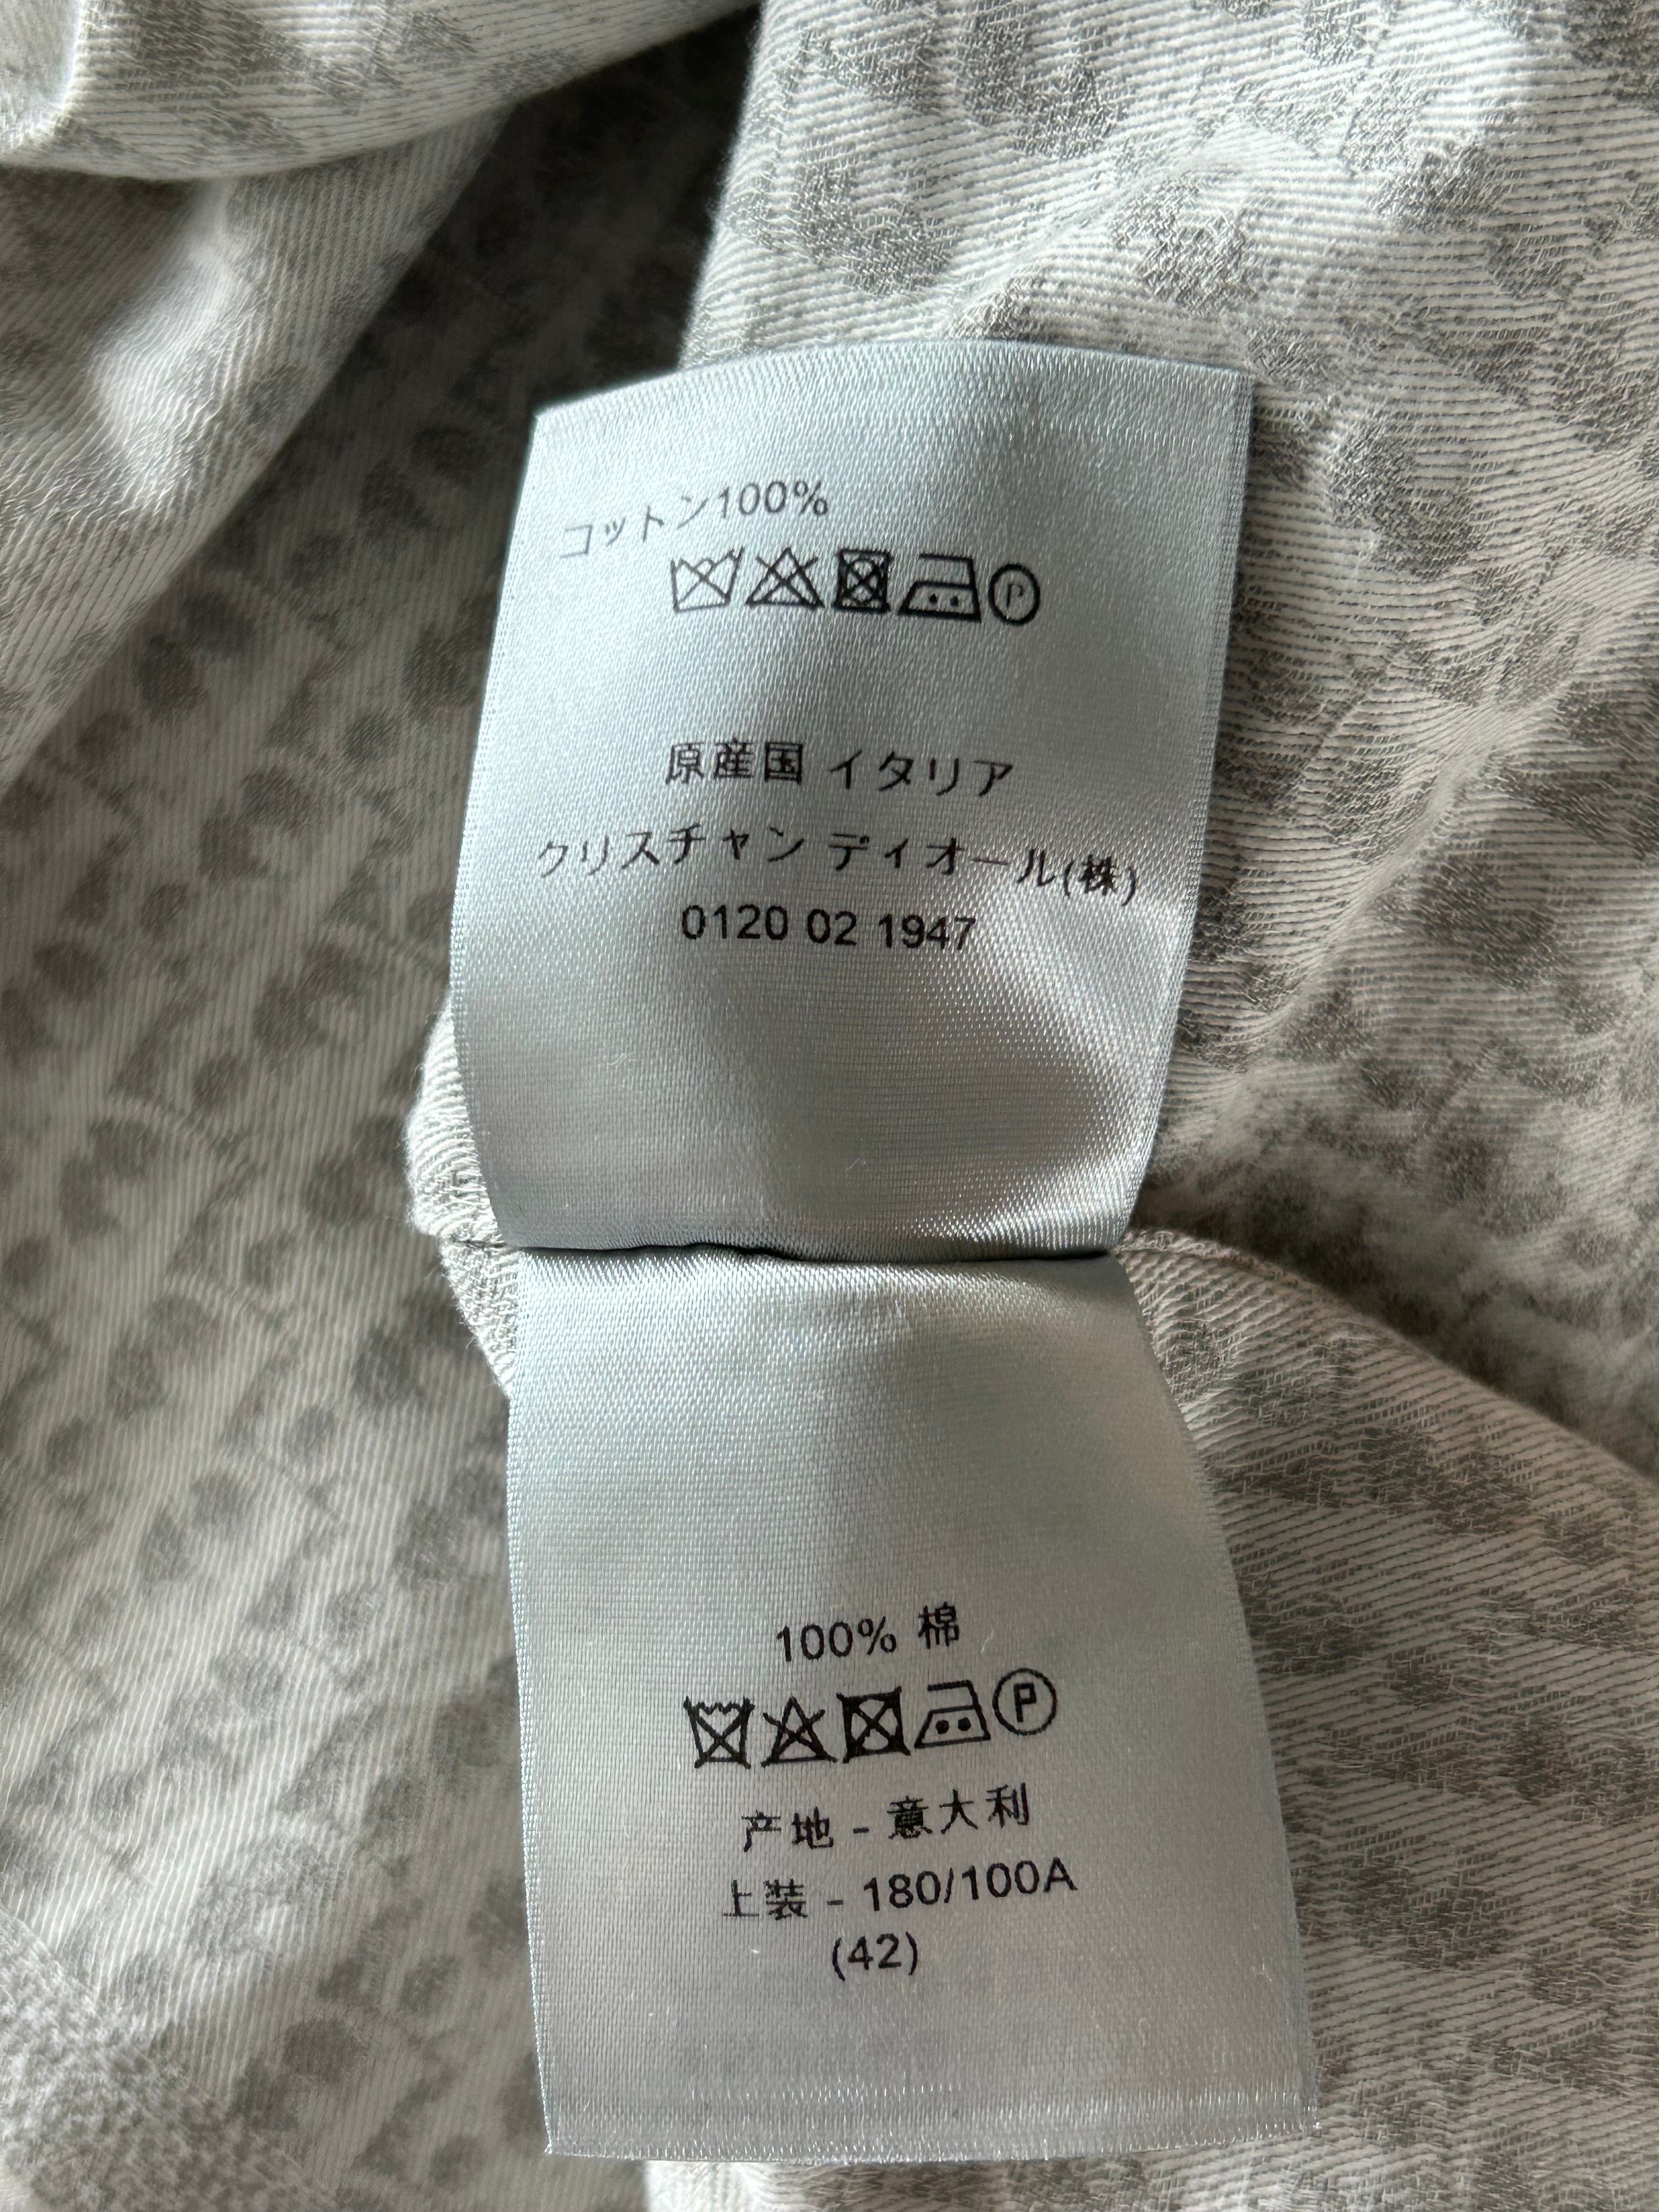 コットン100%
P
原産国 イタリア
クリスチャン ディオール(株)
0120 02 1947
100% 棉
P
产地 - 意大利
上装 - 180/100A
(42)